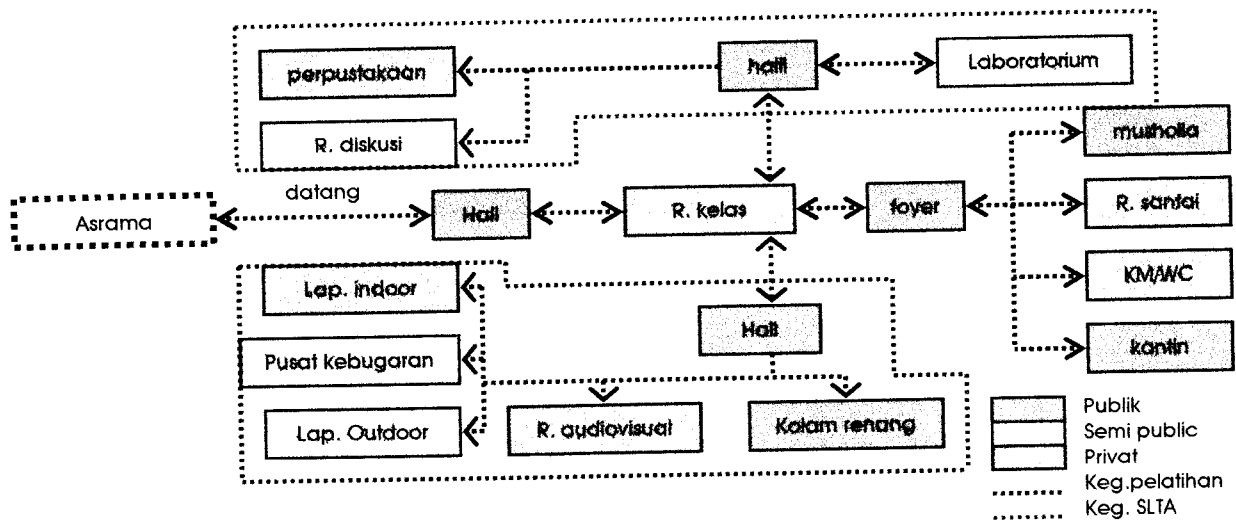 perpustakaan
hall
Laboratorium
R. diskusi
musholla
datang
Asrama
Hall
R. kelas
foyer
R. santai
Lap. indoor
KM/WC
Hall
Pusat kebugaran
kantin
Lap. Outdoor
R. audiovisual
Kolam renang
Publik
Semi public
Privat
Keg.pelatihan
Keg. SLTA